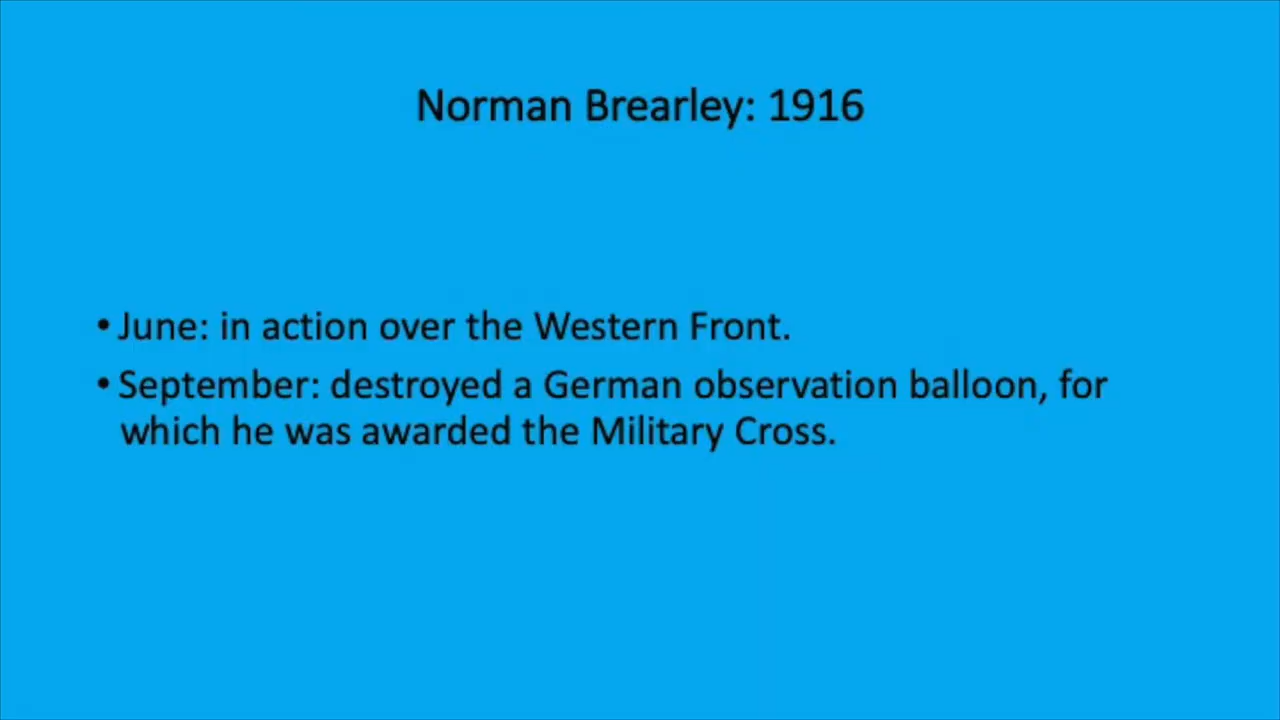 Norman Brearley: 1916
• June: in action over the Western Front.
• September: destroyed a German observation balloon, for
which he was awarded the Military Cross.